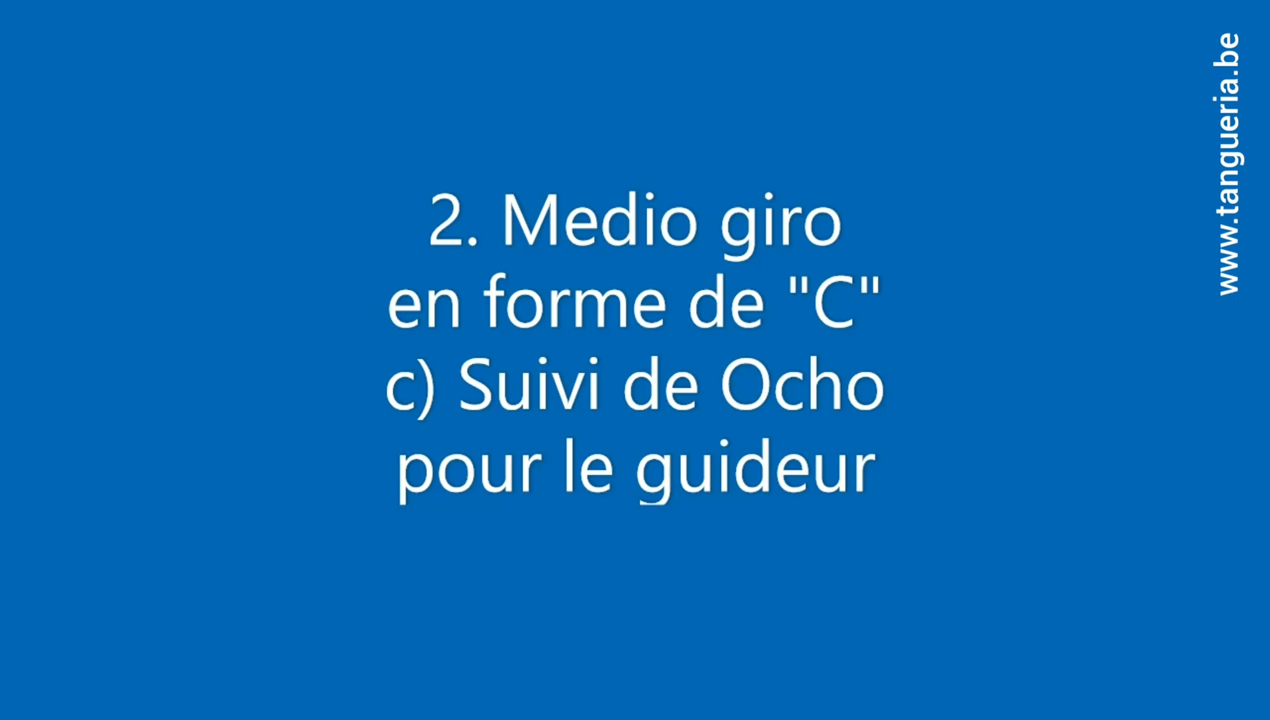 2. Medio giro
en forme de "C"
c) Suivi de Ocho
pour le guideur
www.tangueria.be